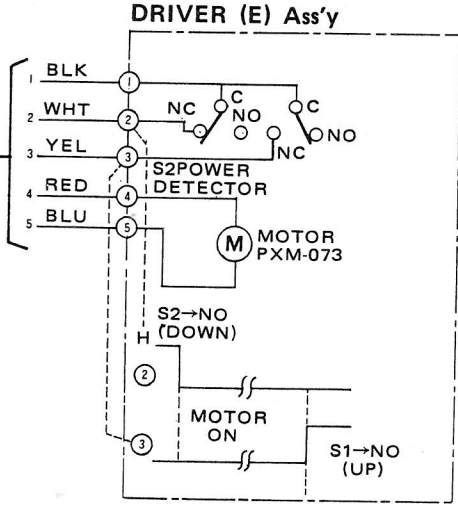 DRIVER (E) Ass'y
1 BLK 1
2 WHT 2
3 YEL 3
4 RED 4
5 BLU 5
NC C NO
C NO
NC
S2POWER
DETECTOR
M MOTOR
PXM-073
S2→NO
(DOWN)
H
2
MOTOR
ON
3
S1→NO
(UP)